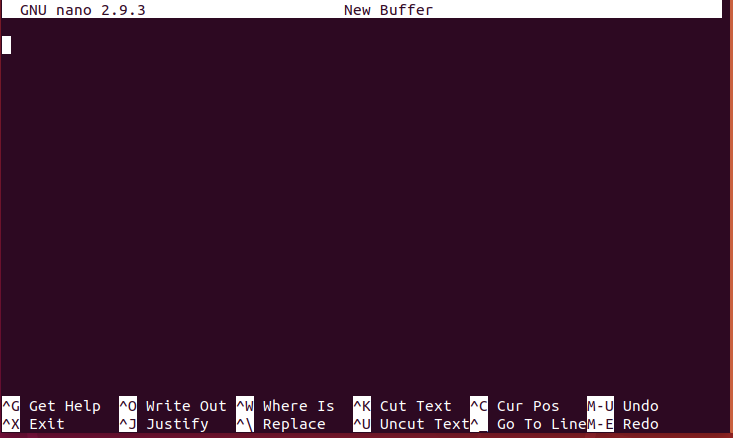 GNU nano 2.9.3 New Buffer
^G Get Help ^O Write Out ^W Where Is ^K Cut Text ^C Cur Pos M-U Undo
^X Exit ^J Justify ^\ Replace ^U Uncut Text ^_ Go To Line M-E Redo